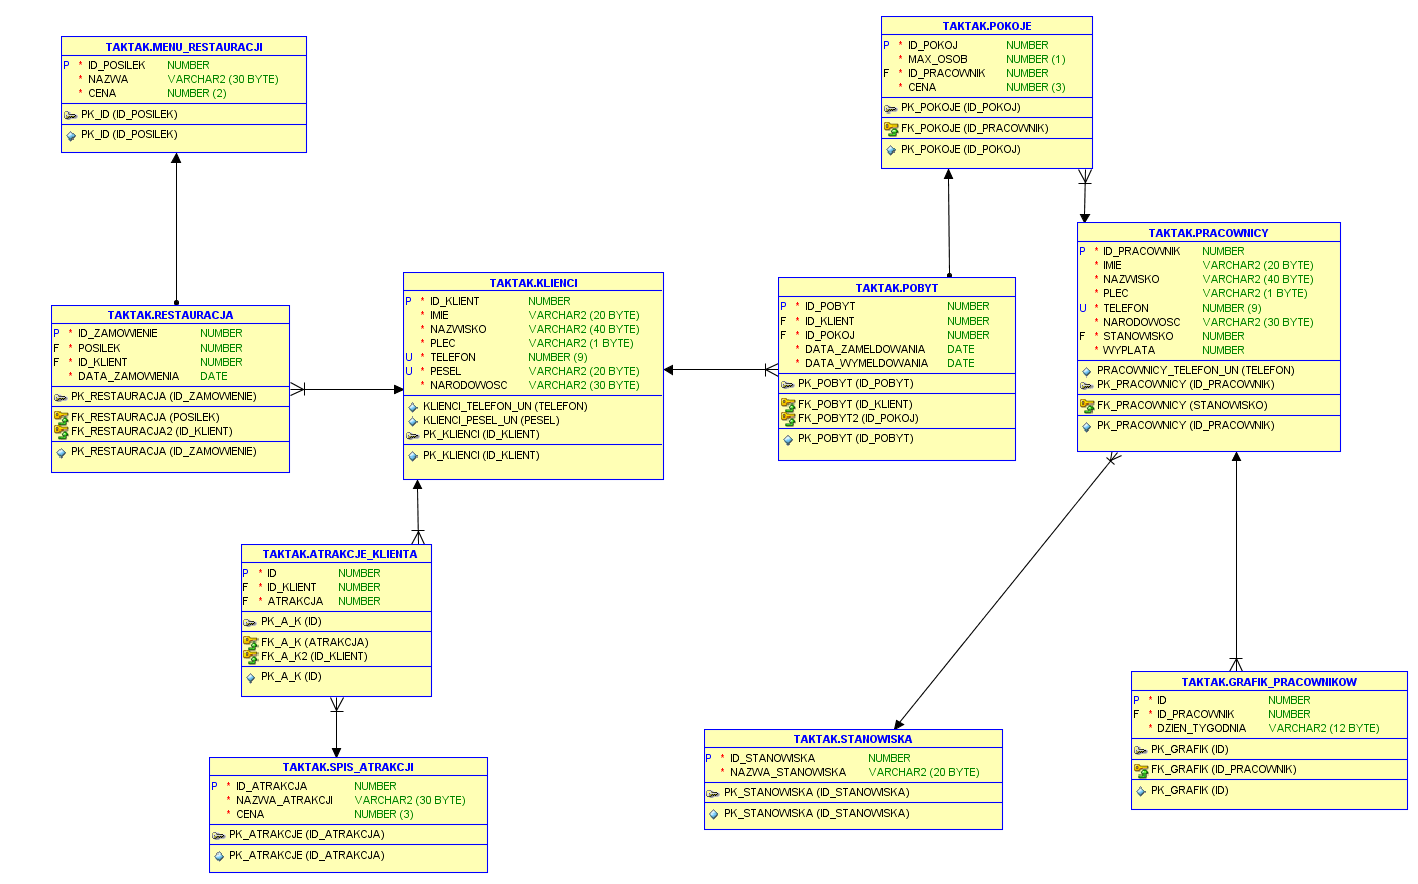 TAKTAK.MENU_RESTAURACJI
P * ID_POSILEK NUMBER
* NAZWA VARCHAR2 (30 BYTE)
* CENA NUMBER (2)
PK_ID (ID_POSILEK)
PK_ID (ID_POSILEK)
TAKTAK.POKOJE
P * ID_POKOJ NUMBER
* MAX_OSOB NUMBER (1)
F * ID_PRACOWNIK NUMBER
* CENA NUMBER (3)
PK_POKOJE (ID_POKOJ)
FK_POKOJE (ID_PRACOWNIK)
PK_POKOJE (ID_POKOJ)
TAKTAK.RESTAURACJA
P * ID_ZAMOWIENIE NUMBER
F * POSILEK NUMBER
F * ID_KLIENT NUMBER
* DATA_ZAMOWIENIA DATE
PK_RESTAURACJA (ID_ZAMOWIENIE)
FK_RESTAURACJA (POSILEK)
FK_RESTAURACJA2 (ID_KLIENT)
PK_RESTAURACJA (ID_ZAMOWIENIE)
TAKTAK.KLIENCI
P * ID_KLIENT NUMBER
* IMIE VARCHAR2 (20 BYTE)
* NAZWISKO VARCHAR2 (40 BYTE)
* PLEC VARCHAR2 (1 BYTE)
U * TELEFON NUMBER (9)
U * PESEL VARCHAR2 (20 BYTE)
* NARODOWOSC VARCHAR2 (30 BYTE)
KLIENCI_TELEFON_UN (TELEFON)
KLIENCI_PESEL_UN (PESEL)
PK_KLIENCI (ID_KLIENT)
PK_KLIENCI (ID_KLIENT)
TAKTAK.POBYT
P * ID_POBYT NUMBER
F * ID_KLIENT NUMBER
F * ID_POKOJ NUMBER
* DATA_ZAMELDOWANIA DATE
* DATA_WYMELDOWANIA DATE
PK_POBYT (ID_POBYT)
FK_POBYT (ID_KLIENT)
FK_POBYT2 (ID_POKOJ)
PK_POBYT (ID_POBYT)
TAKTAK.PRACOWNICY
P * ID_PRACOWNIK NUMBER
* IMIE VARCHAR2 (20 BYTE)
* NAZWISKO VARCHAR2 (40 BYTE)
* PLEC VARCHAR2 (1 BYTE)
U * TELEFON NUMBER (9)
* NARODOWOSC VARCHAR2 (30 BYTE)
F * STANOWISKO NUMBER
* WYPLATA NUMBER
PRACOWNICY_TELEFON_UN (TELEFON)
PK_PRACOWNICY (ID_PRACOWNIK)
FK_PRACOWNICY (STANOWISKO)
PK_PRACOWNICY (ID_PRACOWNIK)
TAKTAK.ATRAKCJE_KLIENTA
P * ID NUMBER
F * ID_KLIENT NUMBER
F * ATRAKCJA NUMBER
PK_A_K (ID)
FK_A_K (ATRAKCJA)
FK_A_K2 (ID_KLIENT)
PK_A_K (ID)
TAKTAK.SPIS_ATRAKCJI
P * ID_ATRAKCJA NUMBER
* NAZWA_ATRAKCJI VARCHAR2 (30 BYTE)
* CENA NUMBER (3)
PK_ATRAKCJE (ID_ATRAKCJA)
PK_ATRAKCJE (ID_ATRAKCJA)
TAKTAK.STANOWISKA
P * ID_STANOWISKA NUMBER
* NAZWA_STANOWISKA VARCHAR2 (20 BYTE)
PK_STANOWISKA (ID_STANOWISKA)
PK_STANOWISKA (ID_STANOWISKA)
TAKTAK.GRAFIK_PRACOWNIKOW
P * ID NUMBER
F * ID_PRACOWNIK NUMBER
* DZIEN_TYGODNIA VARCHAR2 (12 BYTE)
PK_GRAFIK (ID)
FK_GRAFIK (ID_PRACOWNIK)
PK_GRAFIK (ID)